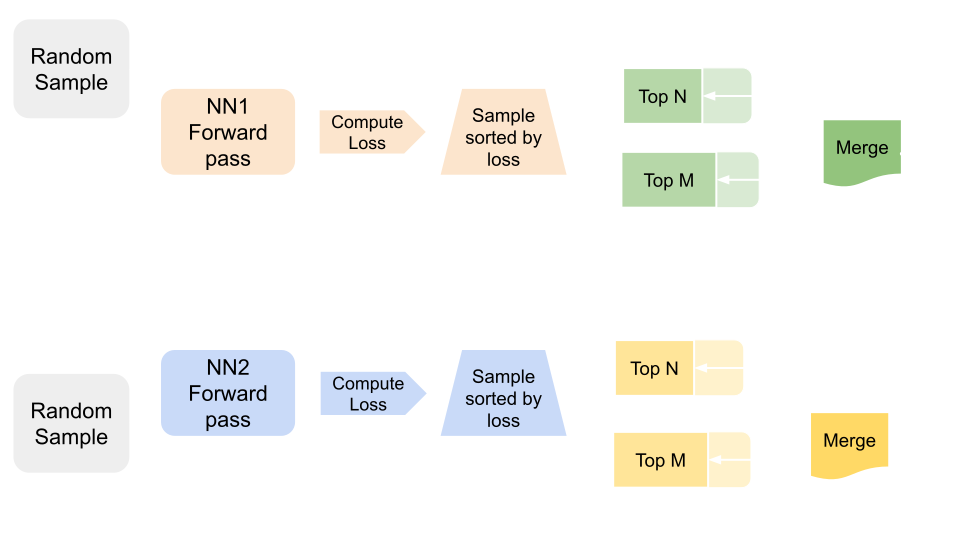 Random
Sample
NN1
Forward
pass
Compute
Loss
Sample
sorted by
loss
Top N
Top M
Merge
NN2
Forward
pass
Random
Sample
Compute
Loss
Sample
sorted by
loss
Top N
Top M
Merge